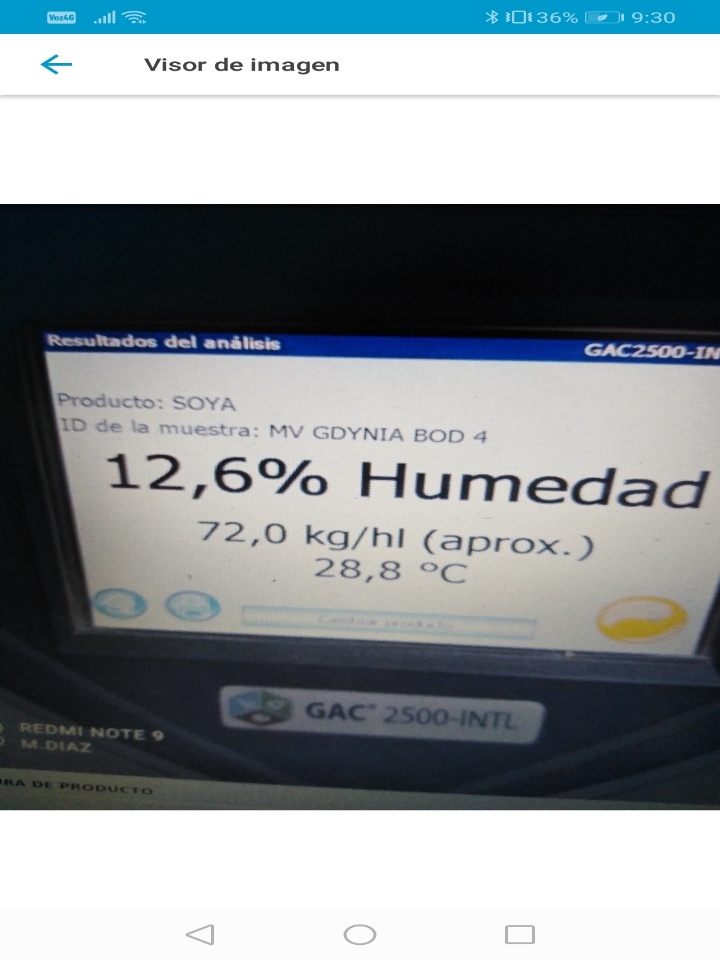 Voz4G 36% 9:30
Visor de imagen
Resultados del análisis GAC2500-IN
Producto: SOYA
ID de la muestra: MV GDYNIA BOD 4
12,6% Humedad
72,0 kg/hl (aprox.)
28,8 ºC
GAC® 2500-INTL
REDMI NOTE 9
M.DIAZ
RA DE PRODUCTO